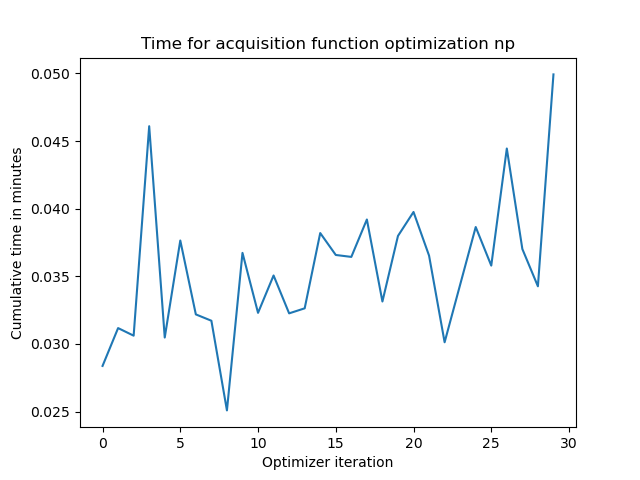 Time for acquisition function optimization np
Cumulative time in minutes
0.050
0.045
0.040
0.035
0.030
0.025
0 5 10 15 20 25 30
Optimizer iteration